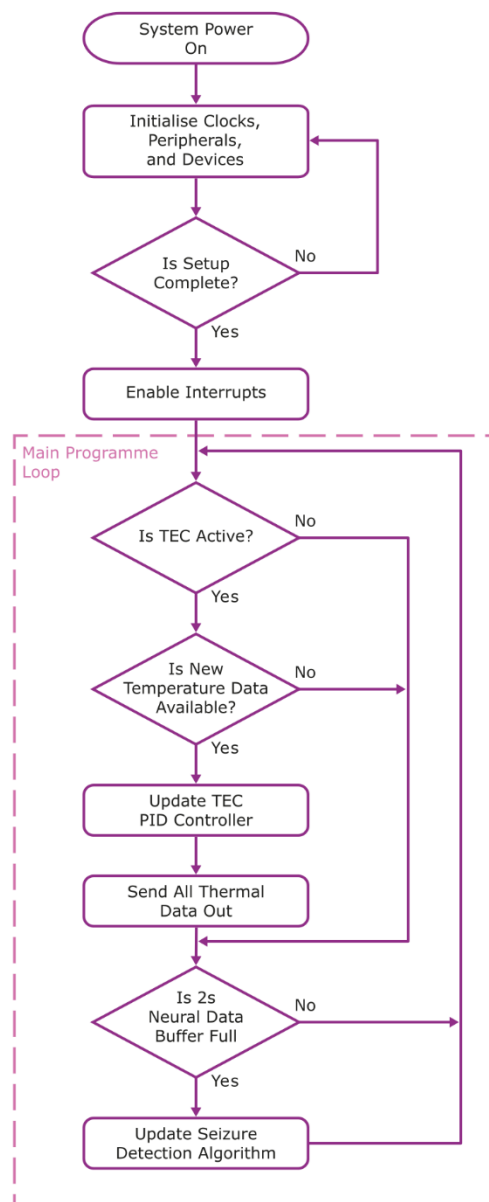 System Power
On
Initialise Clocks,
Peripherals,
and Devices
No
Is Setup
Complete?
Yes
Enable Interrupts
Main Programme
Loop
No
Is TEC Active?
Yes
Is New
No
Temperature Data
Available?
Yes
Update TEC
PID Controller
Send All Thermal
Data Out
Is 2s
No
Neural Data
Buffer Full
Yes
Update Seizure
Detection Algorithm